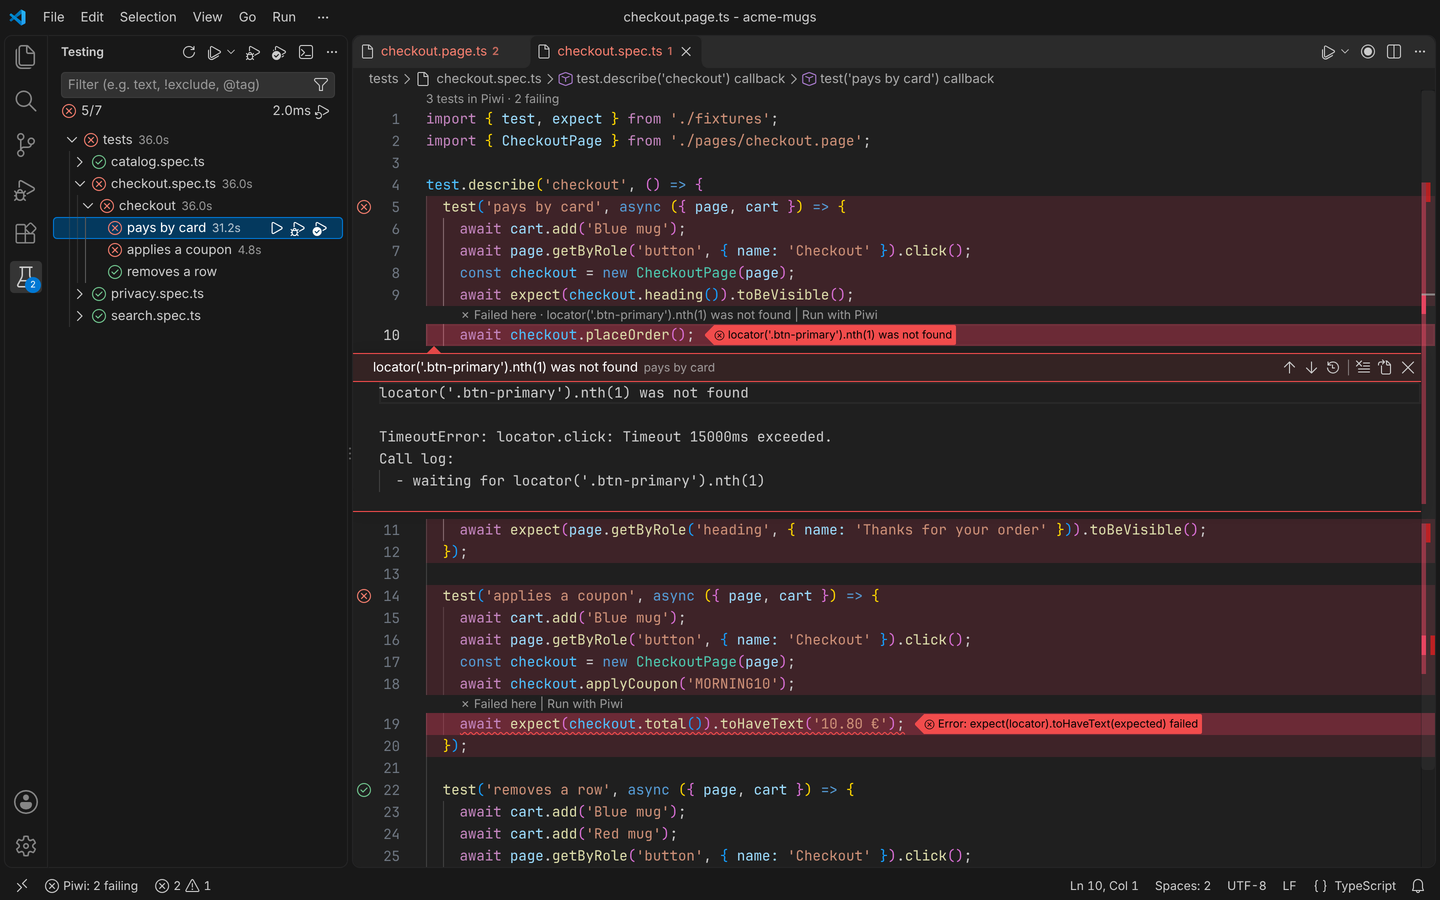 File Edit Selection View Go Run ···
checkout.page.ts - acme-mugs
Testing
Filter (e.g. text, !exclude, @tag)
5/7
2.0ms
tests 36.0s
catalog.spec.ts
checkout.spec.ts 36.0s
checkout 36.0s
pays by card 31.2s
applies a coupon 4.8s
removes a row
privacy.spec.ts
search.spec.ts
2
checkout.page.ts 2
checkout.spec.ts 1
tests > checkout.spec.ts > test.describe('checkout') callback > test('pays by card') callback
3 tests in Piwi · 2 failing
1 import { test, expect } from './fixtures';
2 import { CheckoutPage } from './pages/checkout.page';
3
4 test.describe('checkout', () => {
5 test('pays by card', async ({ page, cart }) => {
6 await cart.add('Blue mug');
7 await page.getByRole('button', { name: 'Checkout' }).click();
8 const checkout = new CheckoutPage(page);
9 await expect(checkout.heading()).toBeVisible();
× Failed here · locator('.btn-primary').nth(1) was not found | Run with Piwi
10 await checkout.placeOrder(); locator('.btn-primary').nth(1) was not found
locator('.btn-primary').nth(1) was not found pays by card
locator('.btn-primary').nth(1) was not found
TimeoutError: locator.click: Timeout 15000ms exceeded.
Call log:
- waiting for locator('.btn-primary').nth(1)
11 await expect(page.getByRole('heading', { name: 'Thanks for your order' })).toBeVisible();
12 });
13
14 test('applies a coupon', async ({ page, cart }) => {
15 await cart.add('Blue mug');
16 await page.getByRole('button', { name: 'Checkout' }).click();
17 const checkout = new CheckoutPage(page);
18 await checkout.applyCoupon('MORNING10');
× Failed here | Run with Piwi
19 await expect(checkout.total()).toHaveText('10.80 €'); Error: expect(locator).toHaveText(expected) failed
20 });
21
22 test('removes a row', async ({ page, cart }) => {
23 await cart.add('Blue mug');
24 await cart.add('Red mug');
25 await page.getByRole('button', { name: 'Checkout' }).click();
Piwi: 2 failing
2
1
Ln 10, Col 1
Spaces: 2
UTF-8
LF
{ } TypeScript